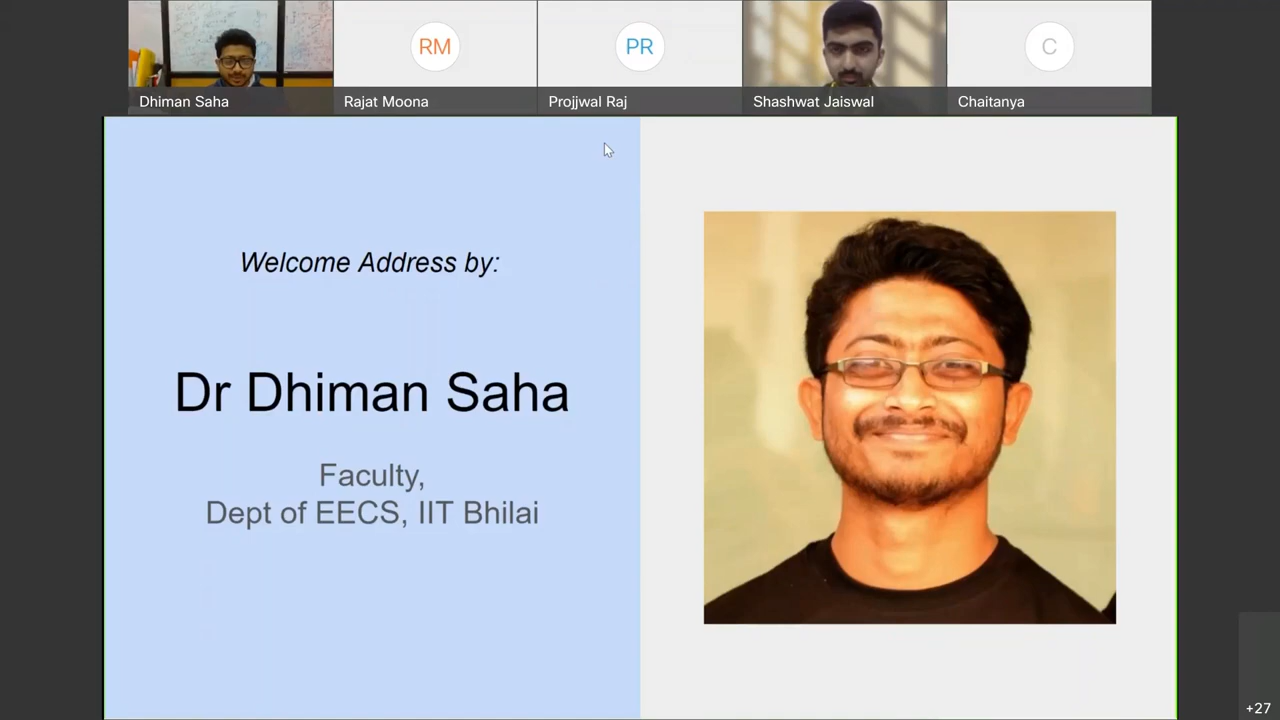 RM
PR
C
Dhiman Saha
Rajat Moona
Projjwal Raj
Shashwat Jaiswal
Chaitanya
Welcome Address by:
Dr Dhiman Saha
Faculty,
Dept of EECS, IIT Bhilai
+27